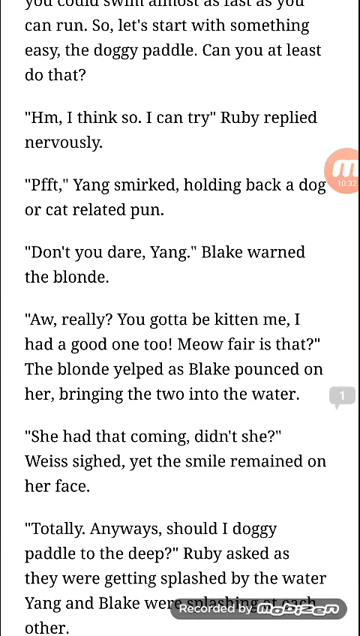 you could swim almost as fast as you
can run. So, let's start with something
easy, the doggy paddle. Can you at least
do that?
"Hm, I think so. I can try" Ruby replied
nervously.
"Pfft," Yang smirked, holding back a dog
or cat related pun.
10:32
"Don't you dare, Yang." Blake warned
the blonde.
"Aw, really? You gotta be kitten me, I
had a good one too! Meow fair is that?"
The blonde yelped as Blake pounced on
her, bringing the two into the water.
1
"She had that coming, didn't she?"
Weiss sighed, yet the smile remained on
her face.
"Totally. Anyways, should I doggy
paddle to the deep?" Ruby asked as
they were getting splashed by the water
Yang and Blake were splashing at each
other.
Recorded by mobizen